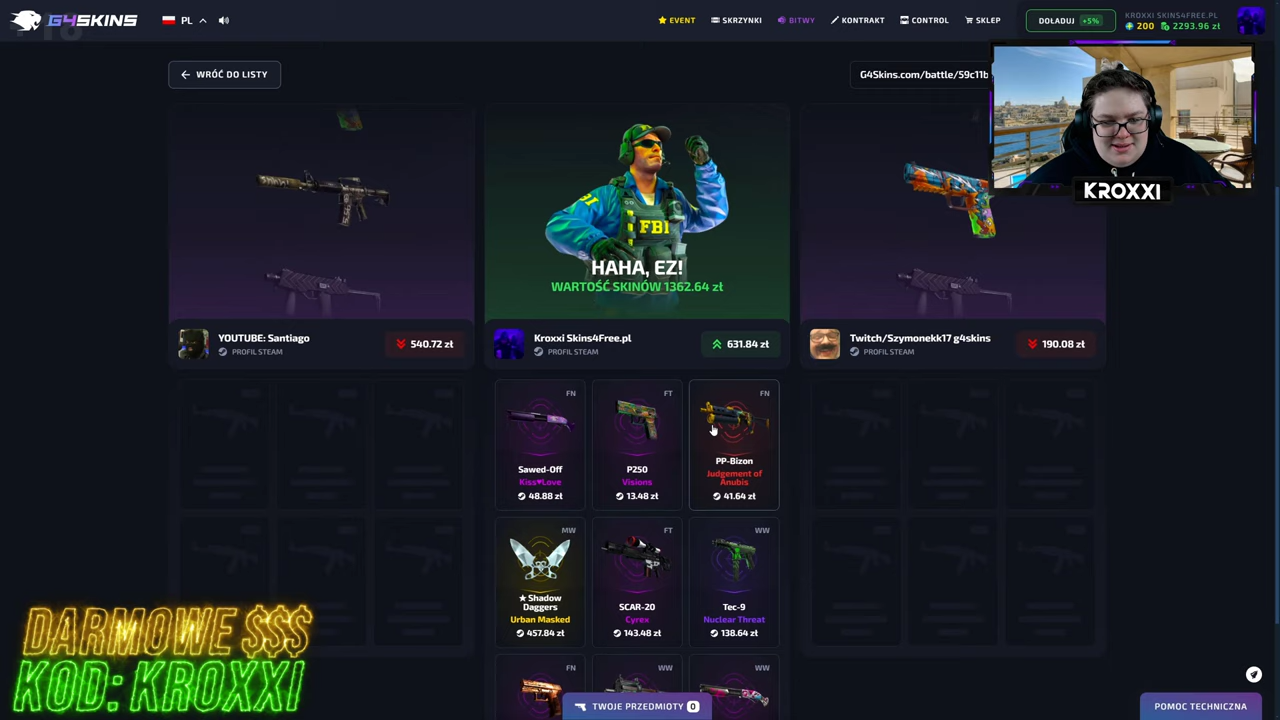 G4SKINS
PL
EVENT
SKRZYNKI
BITWY
KONTRAKT
CONTROL
SKLEP
DOŁADUJ +5%
KROXXI SKINS4FREE.PL
200 2293.96 zł
WRÓĆ DO LISTY
G4Skins.com/battle/59c11b
KROXXI
FBI
HAHA, EZ!
WARTOŚĆ SKINÓW 1362.64 zł
YOUTUBE: Santiago
PROFIL STEAM
540.72 zł
Kroxxi Skins4Free.pl
PROFIL STEAM
631.84 zł
Twitch/Szymonekk17 g4skins
PROFIL STEAM
190.08 zł
FN
Sawed-Off
Kiss♥Love
48.88 zł
FT
P250
Visions
13.48 zł
FN
PP-Bizon
Judgement of
Anubis
41.64 zł
MW
★ Shadow
Daggers
Urban Masked
457.84 zł
FT
SCAR-20
Cyrex
143.48 zł
WW
Tec-9
Nuclear Threat
138.64 zł
FN
WW
WW
DARMOWE $$$
KOD: KROXXI
TWOJE PRZEDMIOTY 0
POMOC TECHNICZNA